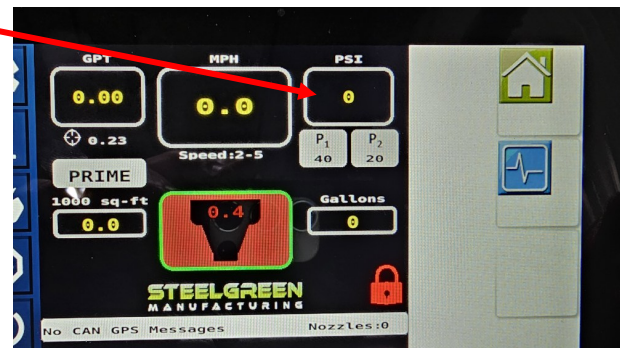 GPT MPH PSI
0.00 0.0 0
0.23 Speed:2-5 P1 40 P2 20
PRIME
1000 sq-ft 0.4 Gallons
0.0 0
STEELGREEN
MANUFACTURING
No CAN GPS Messages Nozzles:0